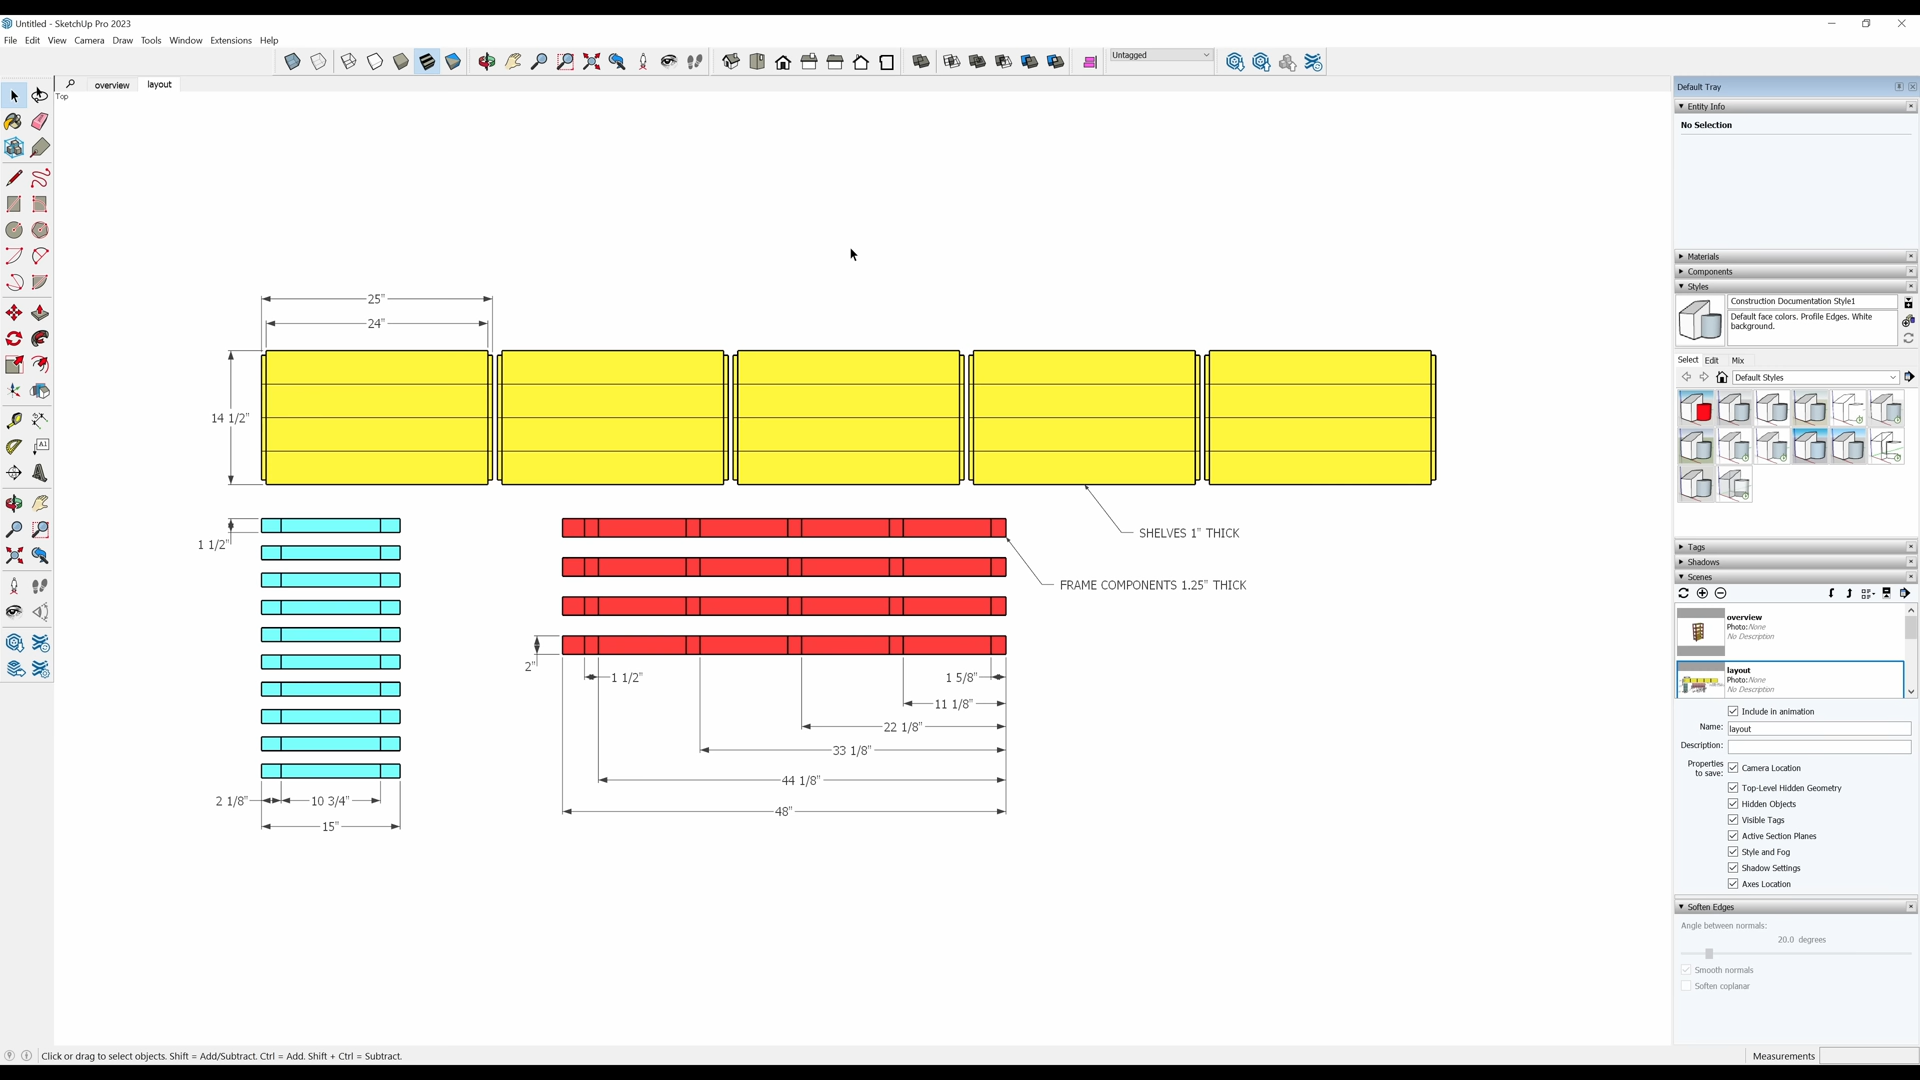 Untitled - SketchUp Pro 2023
File Edit View Camera Draw Tools Window Extensions Help
Untagged
overview layout
Top
Default Tray
Entity Info
No Selection
Materials
Components
Styles
Construction Documentation Style1
Default face colors. Profile Edges. White
background.
Select Edit Mix
Default Styles
Tags
Shadows
Scenes
overview
Photo: None
No Description
layout
Photo: None
No Description
Include in animation
Name: layout
Description:
Properties
to save:
Camera Location
Top-Level Hidden Geometry
Hidden Objects
Visible Tags
Active Section Planes
Style and Fog
Shadow Settings
Axes Location
Soften Edges
Angle between normals:
20.0 degrees
Smooth normals
Soften coplanar
25"
24"
14 1/2"
SHELVES 1" THICK
1 1/2"
FRAME COMPONENTS 1.25" THICK
2"
1 1/2"
1 5/8"
11 1/8"
22 1/8"
33 1/8"
44 1/8"
48"
2 1/8"
10 3/4"
15"
A1
Click or drag to select objects. Shift = Add/Subtract. Ctrl = Add. Shift + Ctrl = Subtract.
Measurements